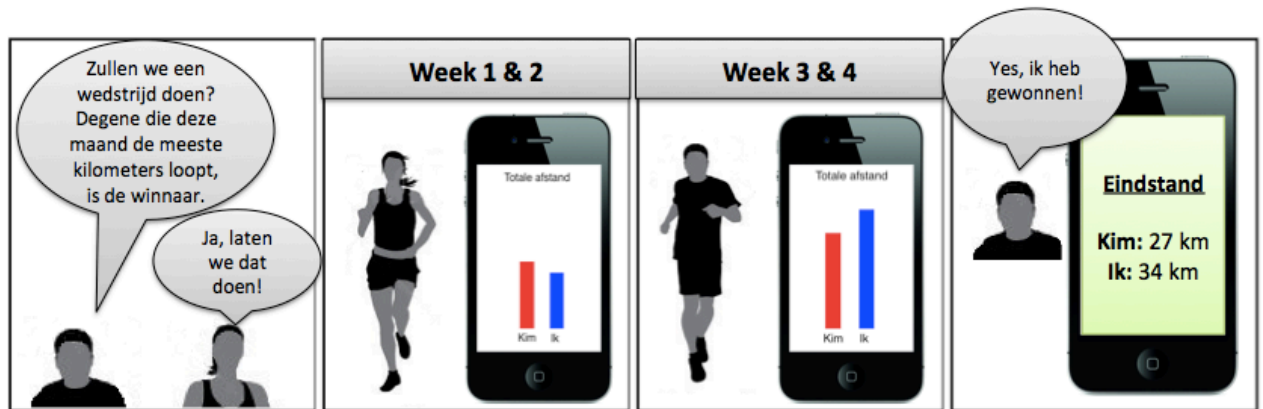 Zullen we een
wedstrijd doen?
Degene die deze
maand de meeste
kilometers loopt,
is de winnaar.
Ja, laten
we dat
doen!
Week 1 & 2
Totale afstand
Kim Ik
Week 3 & 4
Totale afstand
Kim Ik
Yes, ik heb
gewonnen!
Eindstand
Kim: 27 km
Ik: 34 km